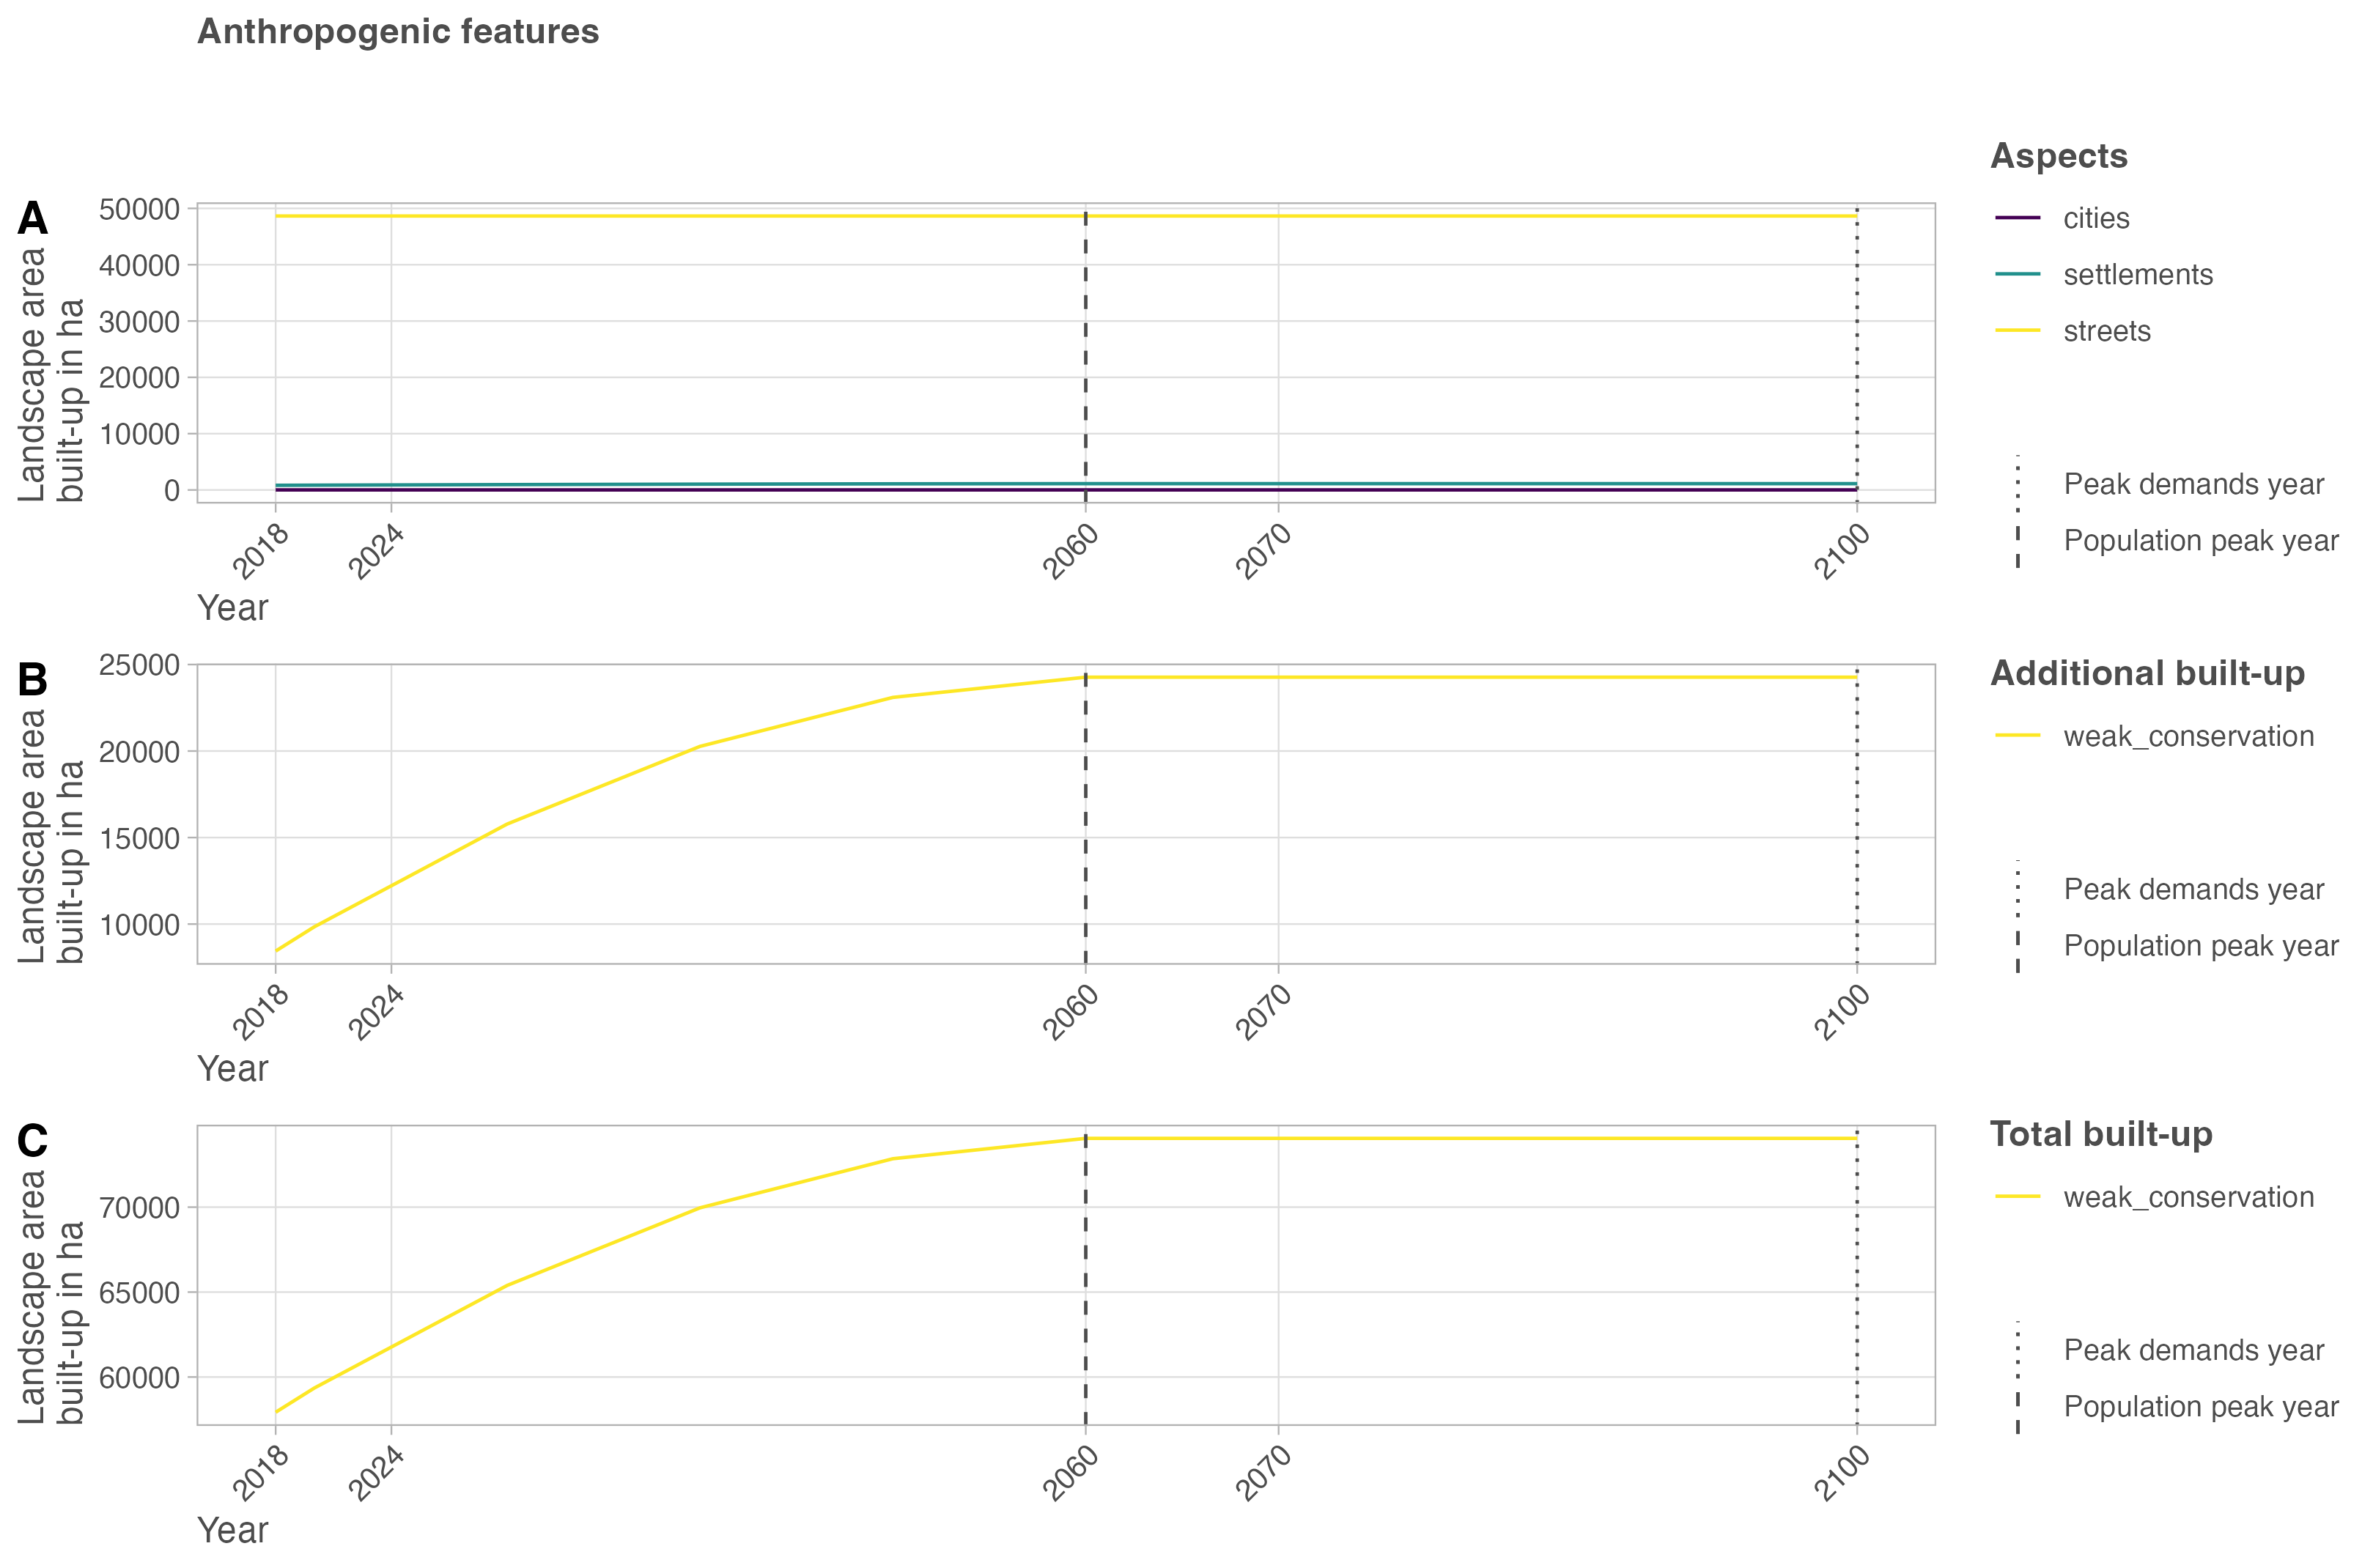 Anthropogenic features
A
Landscape area
built-up in ha
50000
40000
30000
20000
10000
0
2018
2024
2060
2070
2100
Year
Aspects
cities
settlements
streets
Peak demands year
Population peak year
B
Landscape area
built-up in ha
25000
20000
15000
10000
2018
2024
2060
2070
2100
Year
Additional built-up
weak_conservation
Peak demands year
Population peak year
C
Landscape area
built-up in ha
70000
65000
60000
2018
2024
2060
2070
2100
Year
Total built-up
weak_conservation
Peak demands year
Population peak year